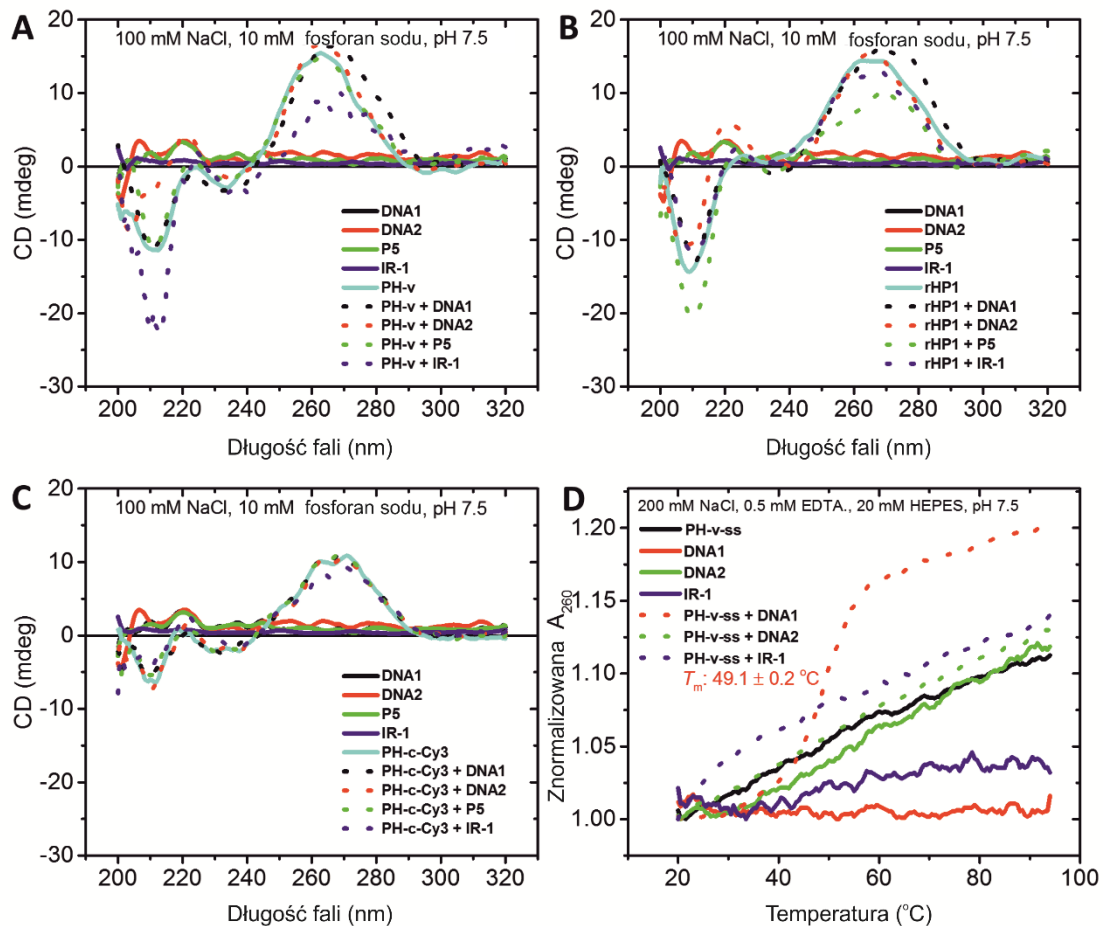 A
100 mM NaCl, 10 mM fosforan sodu, pH 7.5
CD (mdeg)
20
10
0
-10
-20
-30
DNA1
DNA2
P5
IR-1
PH-v
PH-v + DNA1
PH-v + DNA2
PH-v + P5
PH-v + IR-1
200 220 240 260 280 300 320
Długość fali (nm)
B
100 mM NaCl, 10 mM fosforan sodu, pH 7.5
CD (mdeg)
20
10
0
-10
-20
-30
DNA1
DNA2
P5
IR-1
rHP1
rHP1 + DNA1
rHP1 + DNA2
rHP1 + P5
rHP1 + IR-1
200 220 240 260 280 300 320
Długość fali (nm)
C
100 mM NaCl, 10 mM fosforan sodu, pH 7.5
CD (mdeg)
20
10
0
-10
-20
-30
DNA1
DNA2
P5
IR-1
PH-c-Cy3
PH-c-Cy3 + DNA1
PH-c-Cy3 + DNA2
PH-c-Cy3 + P5
PH-c-Cy3 + IR-1
200 220 240 260 280 300 320
Długość fali (nm)
D
200 mM NaCl, 0.5 mM EDTA., 20 mM HEPES, pH 7.5
Znormalizowana A260
1.20
1.15
1.10
1.05
1.00
PH-v-ss
DNA1
DNA2
IR-1
PH-v-ss + DNA1
PH-v-ss + DNA2
PH-v-ss + IR-1
Tm: 49.1 ± 0.2 °C
20 40 60 80 100
Temperatura (°C)